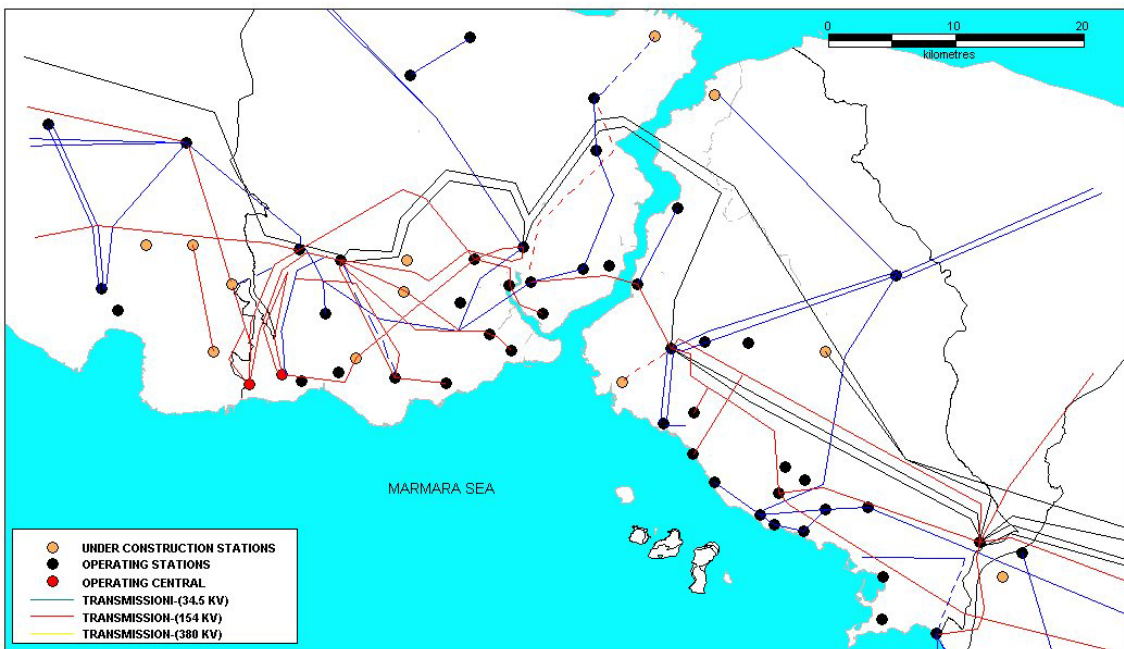 0 10 20
kilometres
MARMARA SEA
UNDER CONSTRUCTION STATIONS
OPERATING STATIONS
OPERATING CENTRAL
TRANSMISSIONI-(34.5 KV)
TRANSMISSION-(154 KV)
TRANSMISSION-(380 KV)